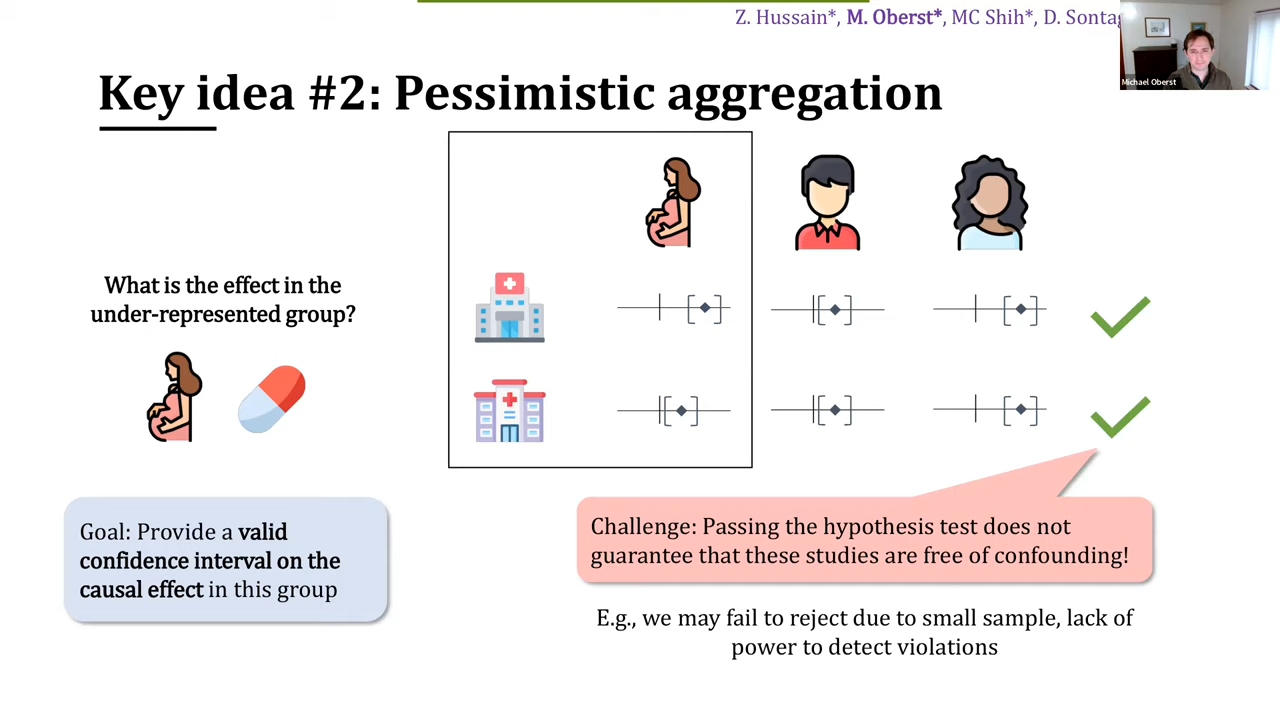 Z. Hussain*, M. Oberst*, MC Shih*, D. Sontag
Michael Oberst
Key idea #2: Pessimistic aggregation
What is the effect in the
under-represented group?
Goal: Provide a valid
confidence interval on the
causal effect in this group
Challenge: Passing the hypothesis test does not
guarantee that these studies are free of confounding!
E.g., we may fail to reject due to small sample, lack of
power to detect violations